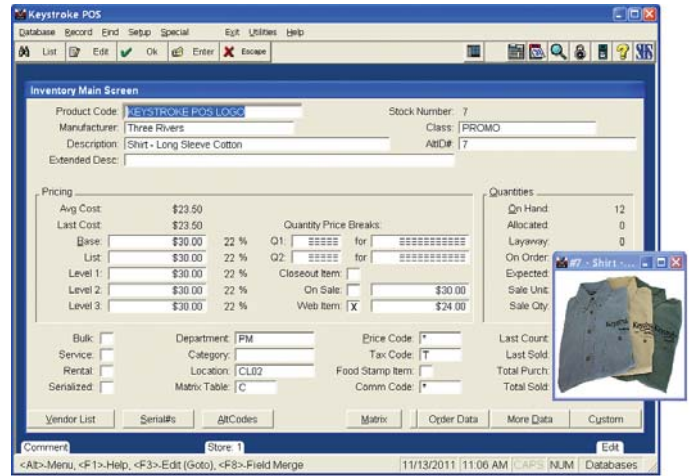 Keystroke POS
Database Record Find Setup Special Exit Utilities Help
List Edit Ok Enter Escape
Inventory Main Screen
Product Code: KEYSTROKE POS LOGO Stock Number: 7
Manufacturer: Three Rivers Class: PROMO
Description: Shirt - Long Sleeve Cotton AltID#: 7
Extended Desc:
Pricing Quantities
Avg Cost: $23.50 On Hand: 12
Last Cost: $23.50 Quantity Price Breaks: Allocated: 0
Base: $30.00 22 % Q1: ===== for =========== Layaway: 0
List: $30.00 22 % Q2: ===== for =========== On Order:
Level 1: $30.00 22 % Closeout Item: Expected:
Level 2: $30.00 22 % On Sale: $30.00 Sale Unit:
Level 3: $30.00 22 % Web Item: X $24.00 Sale Qty:
#7 - Shirt - ...
Bulk: Department: PM Price Code: * Last Count:
Service: Category: Tax Code: T Last Sold:
Rental: Location: CL02 Food Stamp Item: Total Purch:
Serialized: Matrix Table: C Comm Code: * Total Sold:
Vendor List Serial#s AltCodes Matrix Order Data More Data Custom
Comment Store: 1 Edit
<Alt>-Menu, <F1>-Help, <F3>-Edit (Goto), <F8>-Field Merge 11/13/2011 11:06 AM CAPS NUM Databases